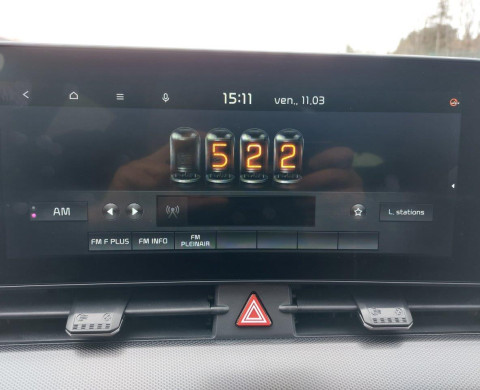 15:11 ven., 11.03
522
AM
L. stations
FM F PLUS FM INFO FM PLEINAIR